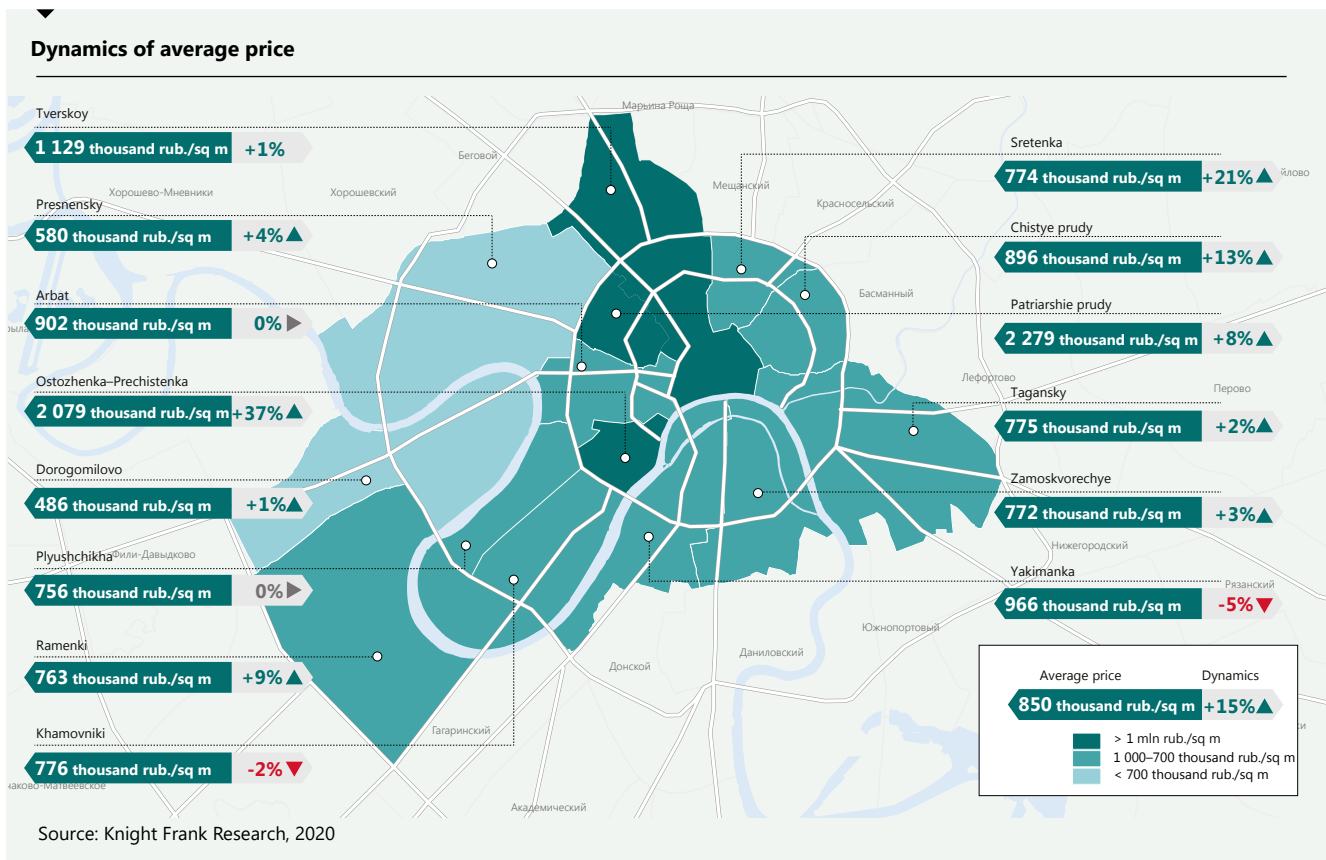 Dynamics of average price
Tverskoy
1 129 thousand rub./sq m +1%
Presnensky
580 thousand rub./sq m +4%
Arbat
902 thousand rub./sq m 0%
Ostozhenka–Prechistenka
2 079 thousand rub./sq m +37%
Dorogomilovo
486 thousand rub./sq m +1%
Plyushchikha
756 thousand rub./sq m 0%
Ramenki
763 thousand rub./sq m +9%
Khamovniki
776 thousand rub./sq m -2%
Марьина Роща
Беговой
Хорошево-Мневники
Хорошевский
Мещанский
Красносельский
Басманный
Лефортово
Перово
Фили-Давыдково
Нижегородский
Рязанский
Южнопортовый
Даниловский
Донской
Гагаринский
Академический
Sretenka
774 thousand rub./sq m +21%
Chistye prudy
896 thousand rub./sq m +13%
Patriarshie prudy
2 279 thousand rub./sq m +8%
Tagansky
775 thousand rub./sq m +2%
Zamoskvorechye
772 thousand rub./sq m +3%
Yakimanka
966 thousand rub./sq m -5%
Average price Dynamics
850 thousand rub./sq m +15%
> 1 mln rub./sq m
1 000–700 thousand rub./sq m
< 700 thousand rub./sq m
Source: Knight Frank Research, 2020